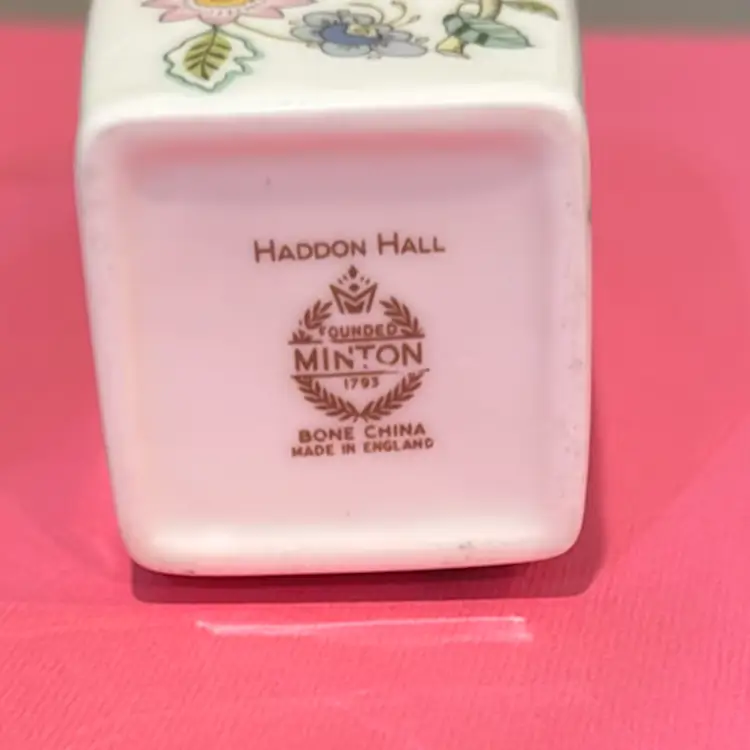 HADDON HALL
FOUNDED
MINTON
1793
BONE CHINA
MADE IN ENGLAND